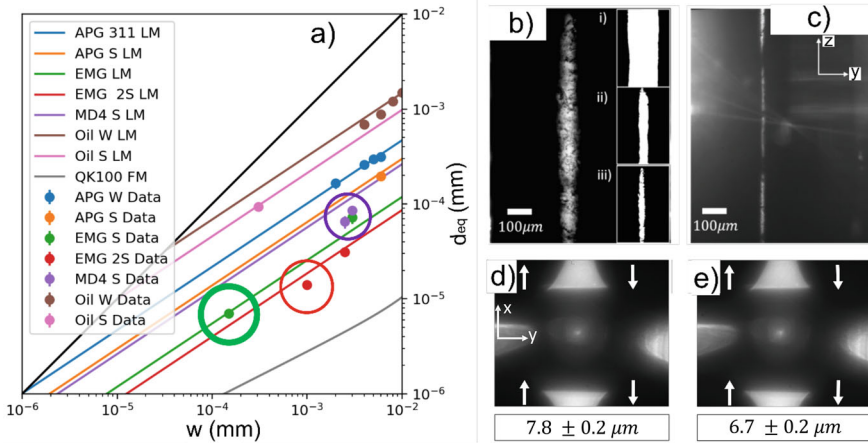 a)
APG 311 LM
APG S LM
EMG LM
EMG 2S LM
MD4 S LM
Oil W LM
Oil S LM
QK100 FM
APG W Data
APG S Data
EMG S Data
EMG 2S Data
MD4 S Data
Oil W Data
Oil S Data
10⁻²
10⁻³
10⁻⁴
10⁻⁵
10⁻⁶
d_eq (mm)
10⁻⁶ 10⁻⁵ 10⁻⁴ 10⁻³ 10⁻²
w (mm)
b)
i)
ii)
iii)
100μm
c)
z
y
100μm
d)
x
y
7.8 ± 0.2 μm
e)
6.7 ± 0.2 μm